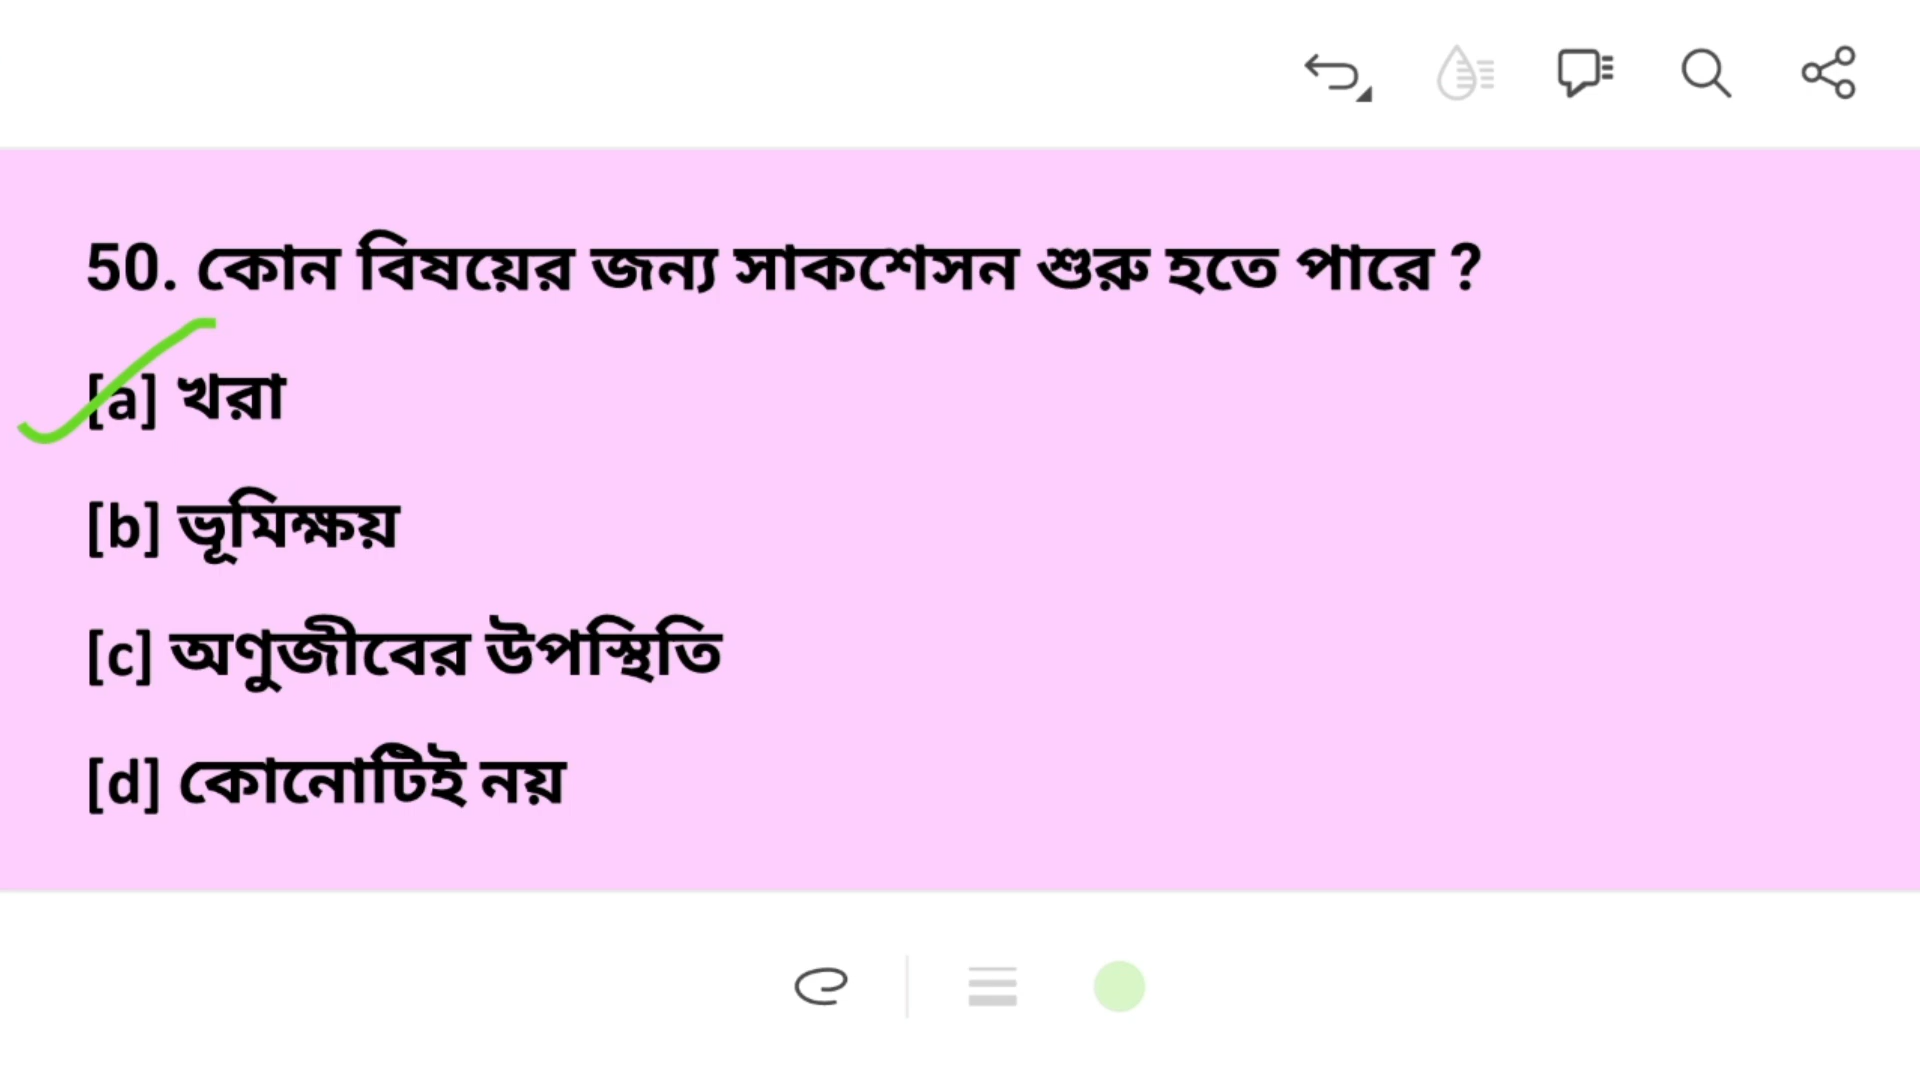 50. কোন বিষয়ের জন্য সাকশেসন শুরু হতে পারে ?
[a] খরা
[b] ভূমিক্ষয়
[c] অণুজীবের উপস্থিতি
[d] কোনোটিই নয়